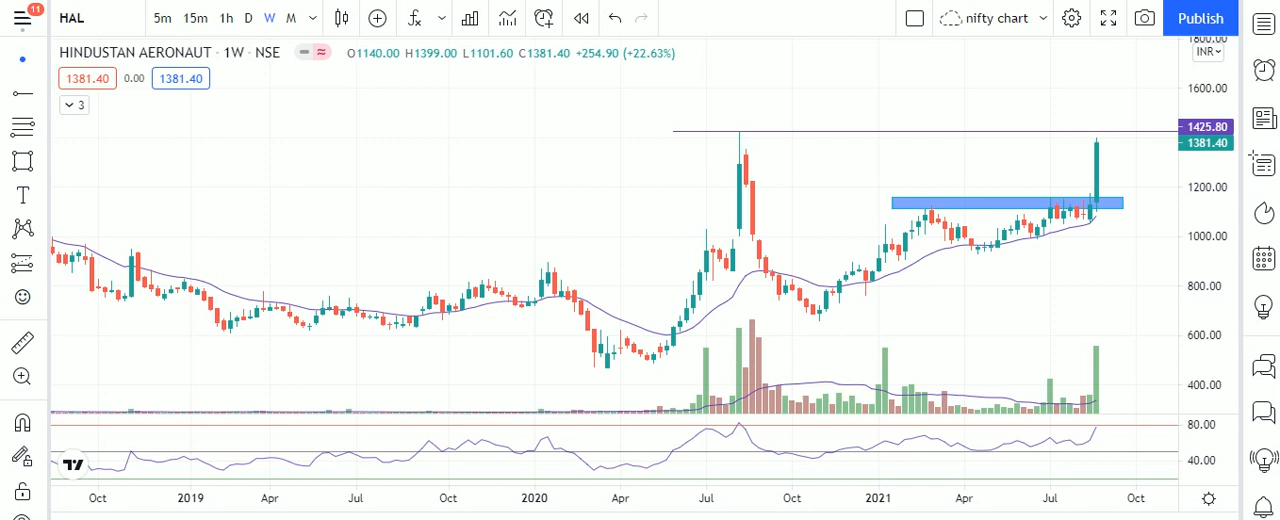 11
HAL 5m 15m 1h D W M nifty chart Publish
HINDUSTAN AERONAUT · 1W · NSE O1140.00 H1399.00 L1101.60 C1381.40 +254.90 (+22.63%)
1381.40 0.00 1381.40
3
1800.00
INR
1600.00
1425.80
1381.40
1200.00
1000.00
800.00
600.00
400.00
80.00
40.00
Oct 2019 Apr Jul Oct 2020 Apr Jul Oct 2021 Apr Jul Oct